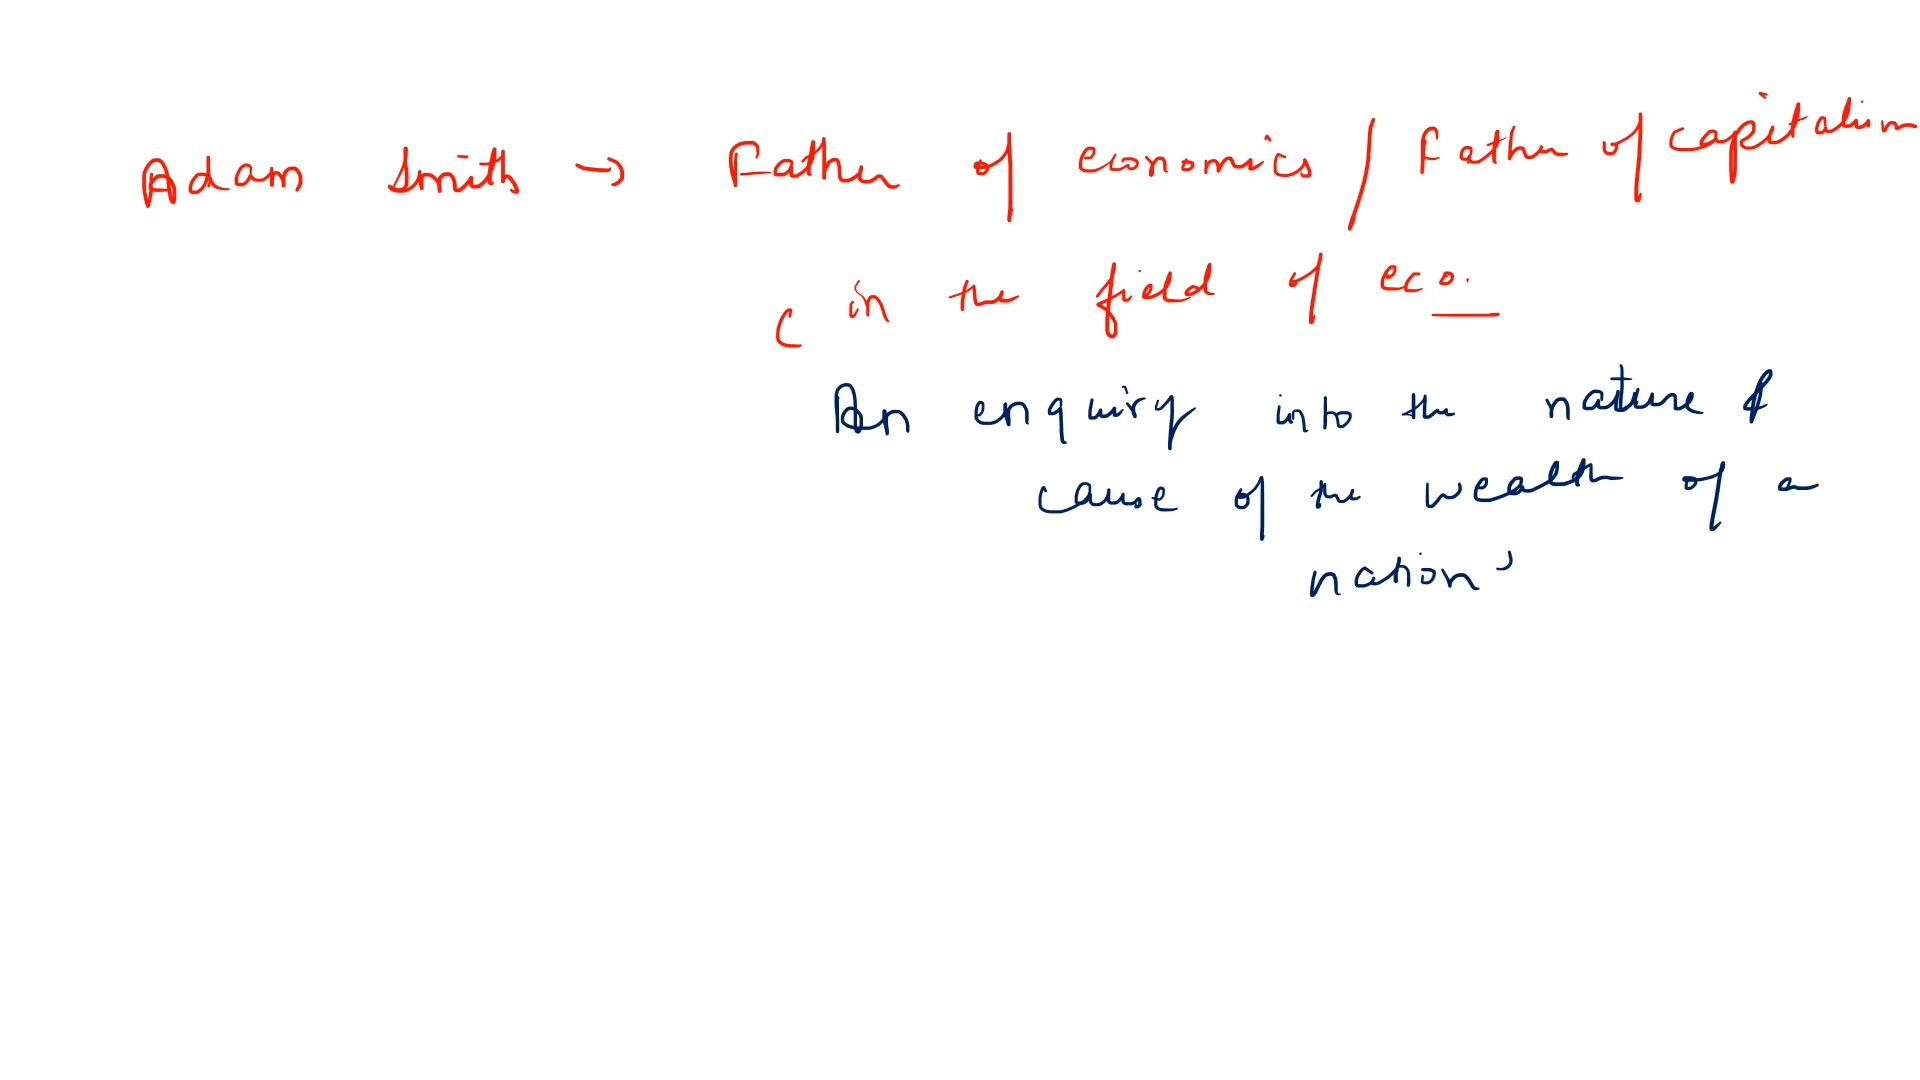 Adam Smith → Father of economics / Father of capitalism
( in the field of eco.
An enquiry into the nature &
cause of the wealth of a
nation'